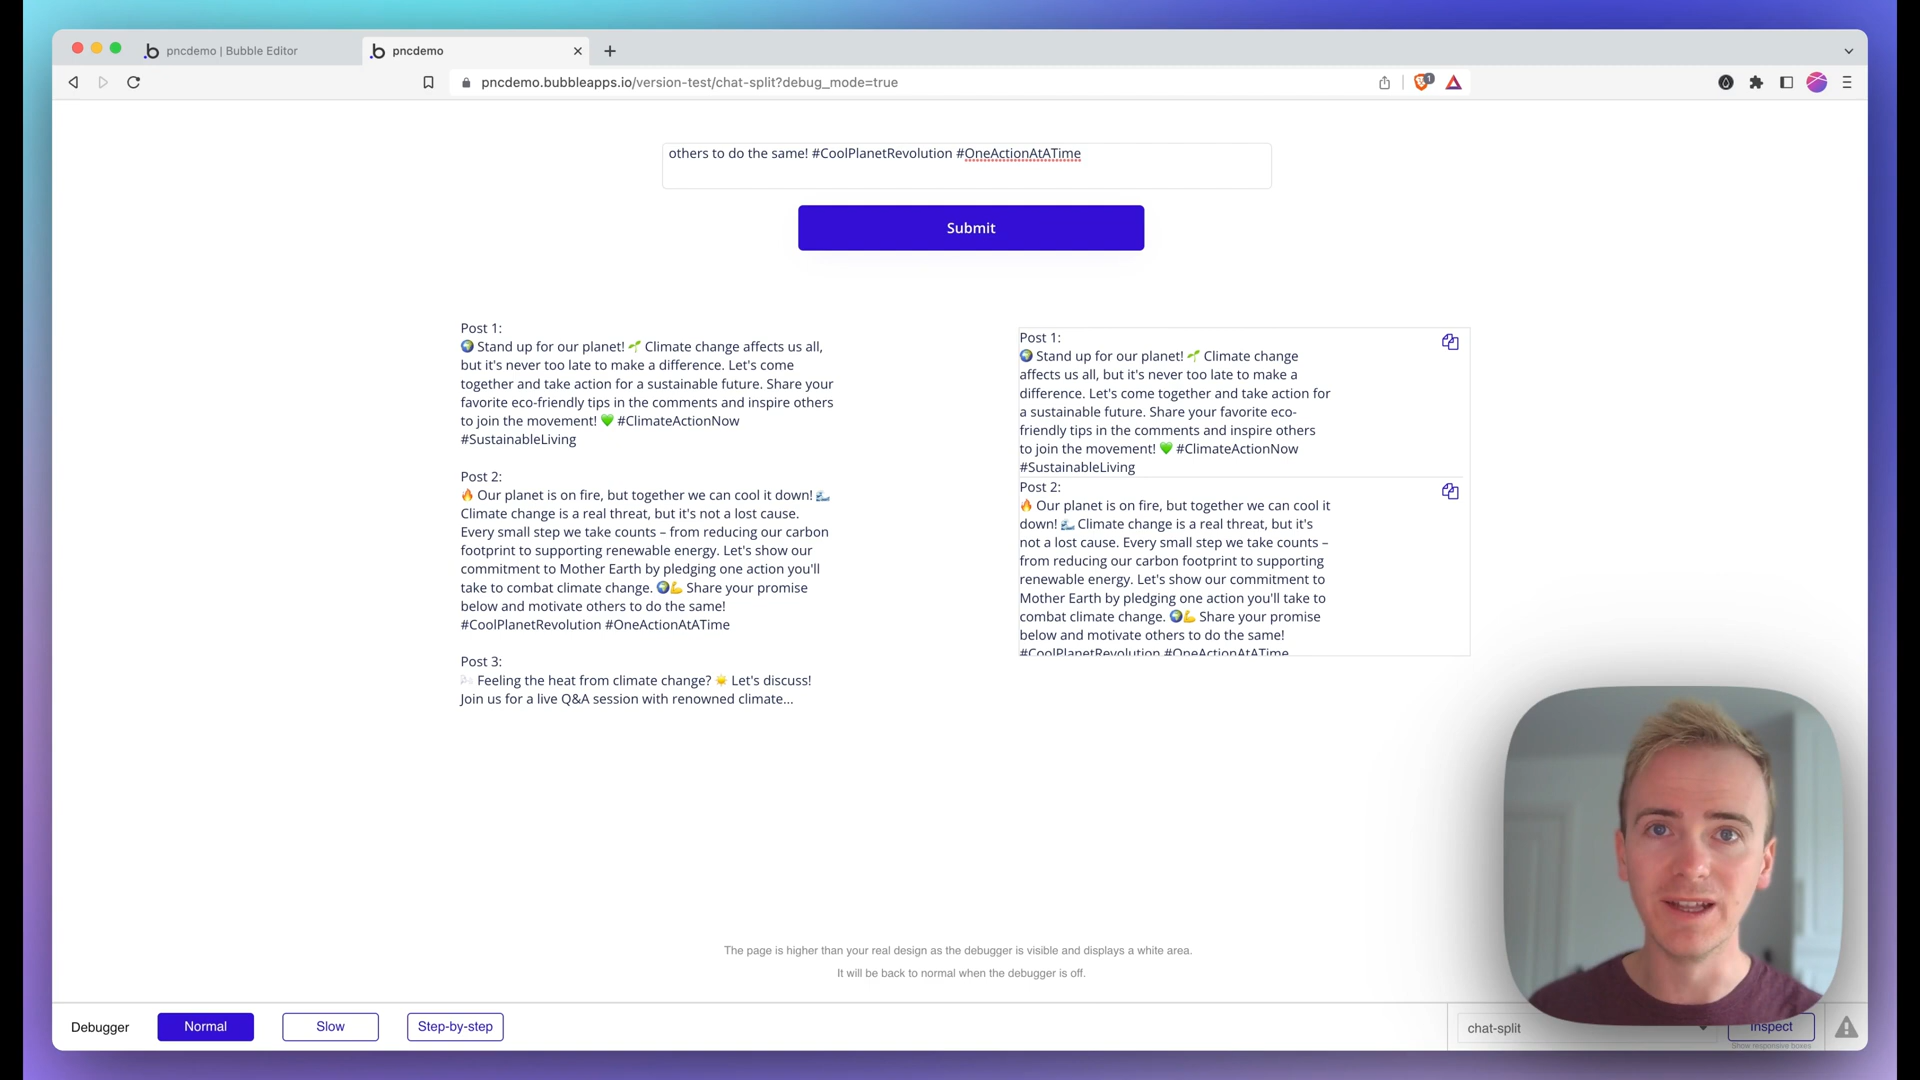 pncdemo | Bubble Editor
pncdemo
pncdemo.bubbleapps.io/version-test/chat-split?debug_mode=true
1
others to do the same! #CoolPlanetRevolution #OneActionAtATime
Submit
Post 1:
🌍 Stand up for our planet! 🌱 Climate change affects us all,
but it's never too late to make a difference. Let's come
together and take action for a sustainable future. Share your
favorite eco-friendly tips in the comments and inspire others
to join the movement! 💚 #ClimateActionNow
#SustainableLiving
Post 2:
🔥 Our planet is on fire, but together we can cool it down! 🌊
Climate change is a real threat, but it's not a lost cause.
Every small step we take counts – from reducing our carbon
footprint to supporting renewable energy. Let's show our
commitment to Mother Earth by pledging one action you'll
take to combat climate change. 🌍💪 Share your promise
below and motivate others to do the same!
#CoolPlanetRevolution #OneActionAtATime
Post 3:
🌬️ Feeling the heat from climate change? ☀️ Let's discuss!
Join us for a live Q&A session with renowned climate...
Post 1:
🌍 Stand up for our planet! 🌱 Climate change
affects us all, but it's never too late to make a
difference. Let's come together and take action for
a sustainable future. Share your favorite eco-
friendly tips in the comments and inspire others
to join the movement! 💚 #ClimateActionNow
#SustainableLiving
Post 2:
🔥 Our planet is on fire, but together we can cool it
down! 🌊 Climate change is a real threat, but it's
not a lost cause. Every small step we take counts –
from reducing our carbon footprint to supporting
renewable energy. Let's show our commitment to
Mother Earth by pledging one action you'll take to
combat climate change. 🌍💪 Share your promise
below and motivate others to do the same!
#CoolPlanetRevolution #OneActionAtATime
The page is higher than your real design as the debugger is visible and displays a white area.
It will be back to normal when the debugger is off.
Debugger
Normal
Slow
Step-by-step
chat-split
Inspect
Show responsive boxes